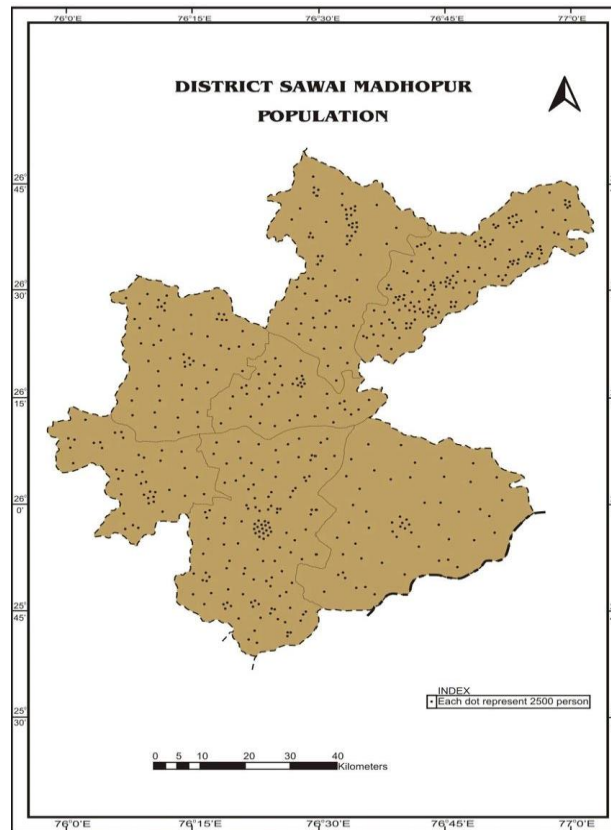 76°0'E 76°15'E 76°30'E 76°45'E 77°0'E
DISTRICT SAWAI MADHOPUR
POPULATION
26°
45'
26°
30'
26°
15'
26°
0'
25°
45'
25°
30'
INDEX
Each dot represent 2500 person
0 5 10 20 30 40
Kilometers
76°0'E 76°15'E 76°30'E 76°45'E 77°0'E